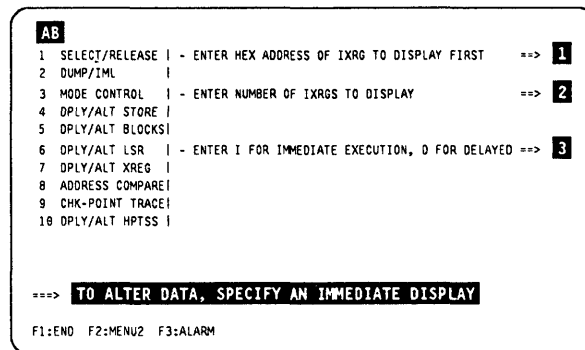 AB
1 SELECT/RELEASE | - ENTER HEX ADDRESS OF IXRG TO DISPLAY FIRST ==> 1
2 DUMP/IML |
3 MODE CONTROL | - ENTER NUMBER OF IXRGS TO DISPLAY ==> 2
4 DPLY/ALT STORE |
5 DPLY/ALT BLOCKS|
6 DPLY/ALT LSR | - ENTER I FOR IMMEDIATE EXECUTION, D FOR DELAYED ==> 3
7 DPLY/ALT XREG |
8 ADDRESS COMPARE|
9 CHK-POINT TRACE|
10 DPLY/ALT HPTSS |
===> TO ALTER DATA, SPECIFY AN IMMEDIATE DISPLAY
F1:END F2:MENU2 F3:ALARM